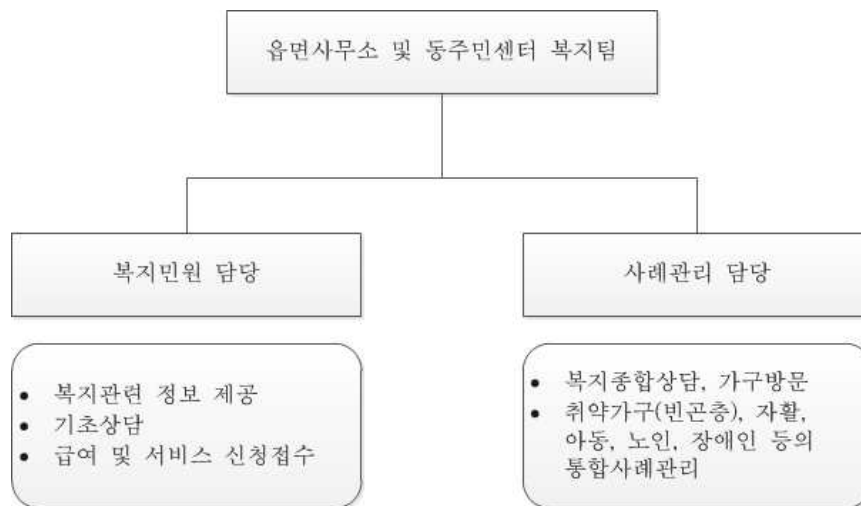 읍면사무소 및 동주민센터 복지팀
복지민원 담당
사례관리 담당
• 복지관련 정보 제공
• 기초상담
• 급여 및 서비스 신청접수
• 복지종합상담, 가구방문
• 취약가구(빈곤층), 자활,
아동, 노인, 장애인 등의
통합사례관리